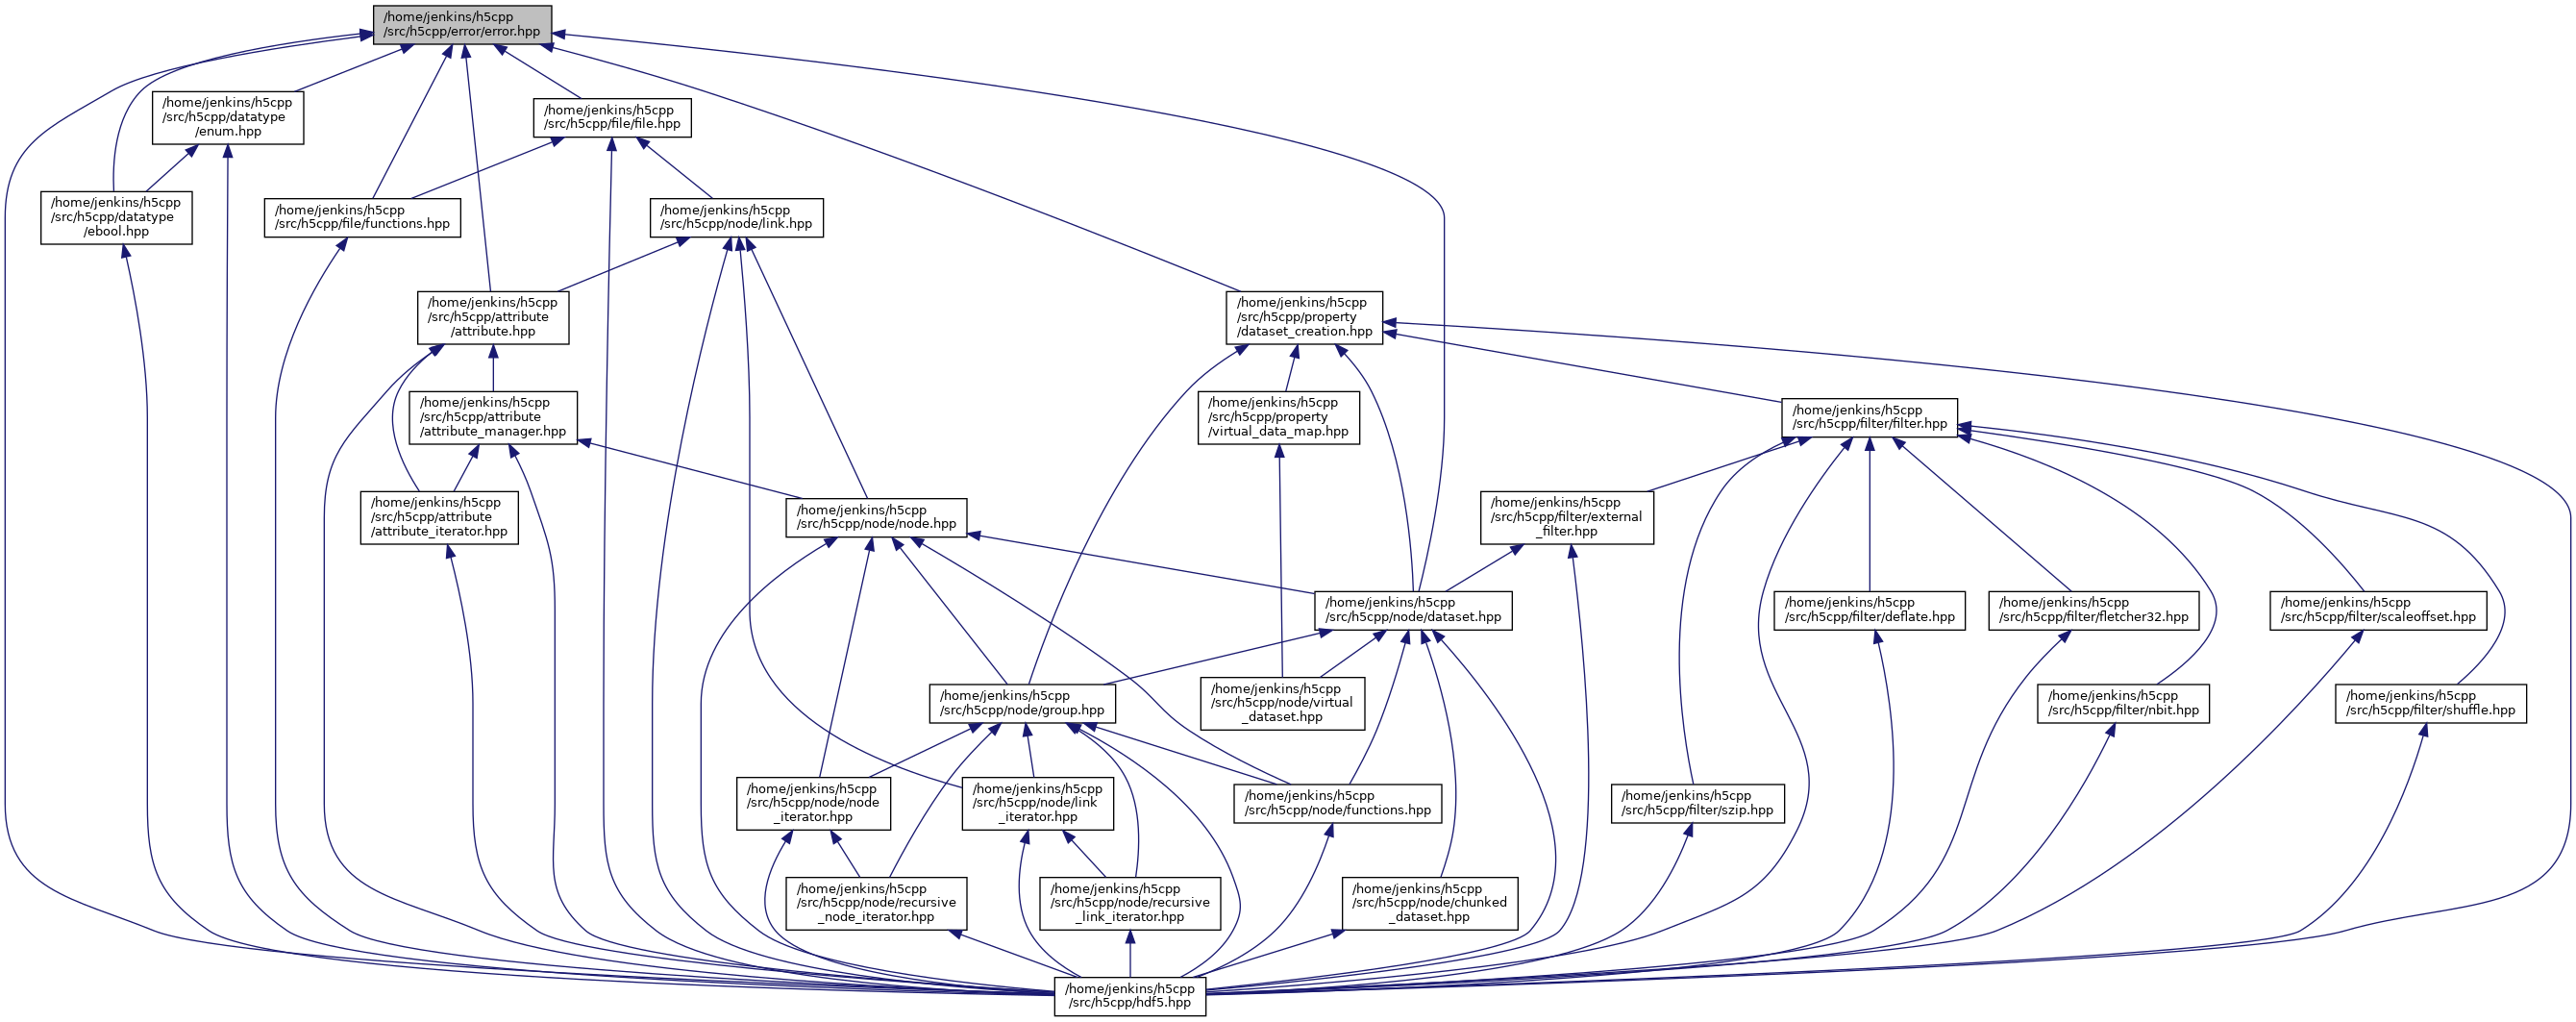 /home/jenkins/h5cpp
/src/h5cpp/error/error.hpp
/home/jenkins/h5cpp
/src/h5cpp/datatype
/enum.hpp
/home/jenkins/h5cpp
/src/h5cpp/file/file.hpp
/home/jenkins/h5cpp
/src/h5cpp/datatype
/ebool.hpp
/home/jenkins/h5cpp
/src/h5cpp/file/functions.hpp
/home/jenkins/h5cpp
/src/h5cpp/node/link.hpp
/home/jenkins/h5cpp
/src/h5cpp/attribute
/attribute.hpp
/home/jenkins/h5cpp
/src/h5cpp/property
/dataset_creation.hpp
/home/jenkins/h5cpp
/src/h5cpp/attribute
/attribute_manager.hpp
/home/jenkins/h5cpp
/src/h5cpp/property
/virtual_data_map.hpp
/home/jenkins/h5cpp
/src/h5cpp/filter/filter.hpp
/home/jenkins/h5cpp
/src/h5cpp/attribute
/attribute_iterator.hpp
/home/jenkins/h5cpp
/src/h5cpp/node/node.hpp
/home/jenkins/h5cpp
/src/h5cpp/filter/external
_filter.hpp
/home/jenkins/h5cpp
/src/h5cpp/node/dataset.hpp
/home/jenkins/h5cpp
/src/h5cpp/filter/deflate.hpp
/home/jenkins/h5cpp
/src/h5cpp/filter/fletcher32.hpp
/home/jenkins/h5cpp
/src/h5cpp/filter/scaleoffset.hpp
/home/jenkins/h5cpp
/src/h5cpp/node/group.hpp
/home/jenkins/h5cpp
/src/h5cpp/node/virtual
_dataset.hpp
/home/jenkins/h5cpp
/src/h5cpp/filter/nbit.hpp
/home/jenkins/h5cpp
/src/h5cpp/filter/shuffle.hpp
/home/jenkins/h5cpp
/src/h5cpp/node/node
_iterator.hpp
/home/jenkins/h5cpp
/src/h5cpp/node/link
_iterator.hpp
/home/jenkins/h5cpp
/src/h5cpp/node/functions.hpp
/home/jenkins/h5cpp
/src/h5cpp/filter/szip.hpp
/home/jenkins/h5cpp
/src/h5cpp/node/recursive
_node_iterator.hpp
/home/jenkins/h5cpp
/src/h5cpp/node/recursive
_link_iterator.hpp
/home/jenkins/h5cpp
/src/h5cpp/node/chunked
_dataset.hpp
/home/jenkins/h5cpp
/src/h5cpp/hdf5.hpp